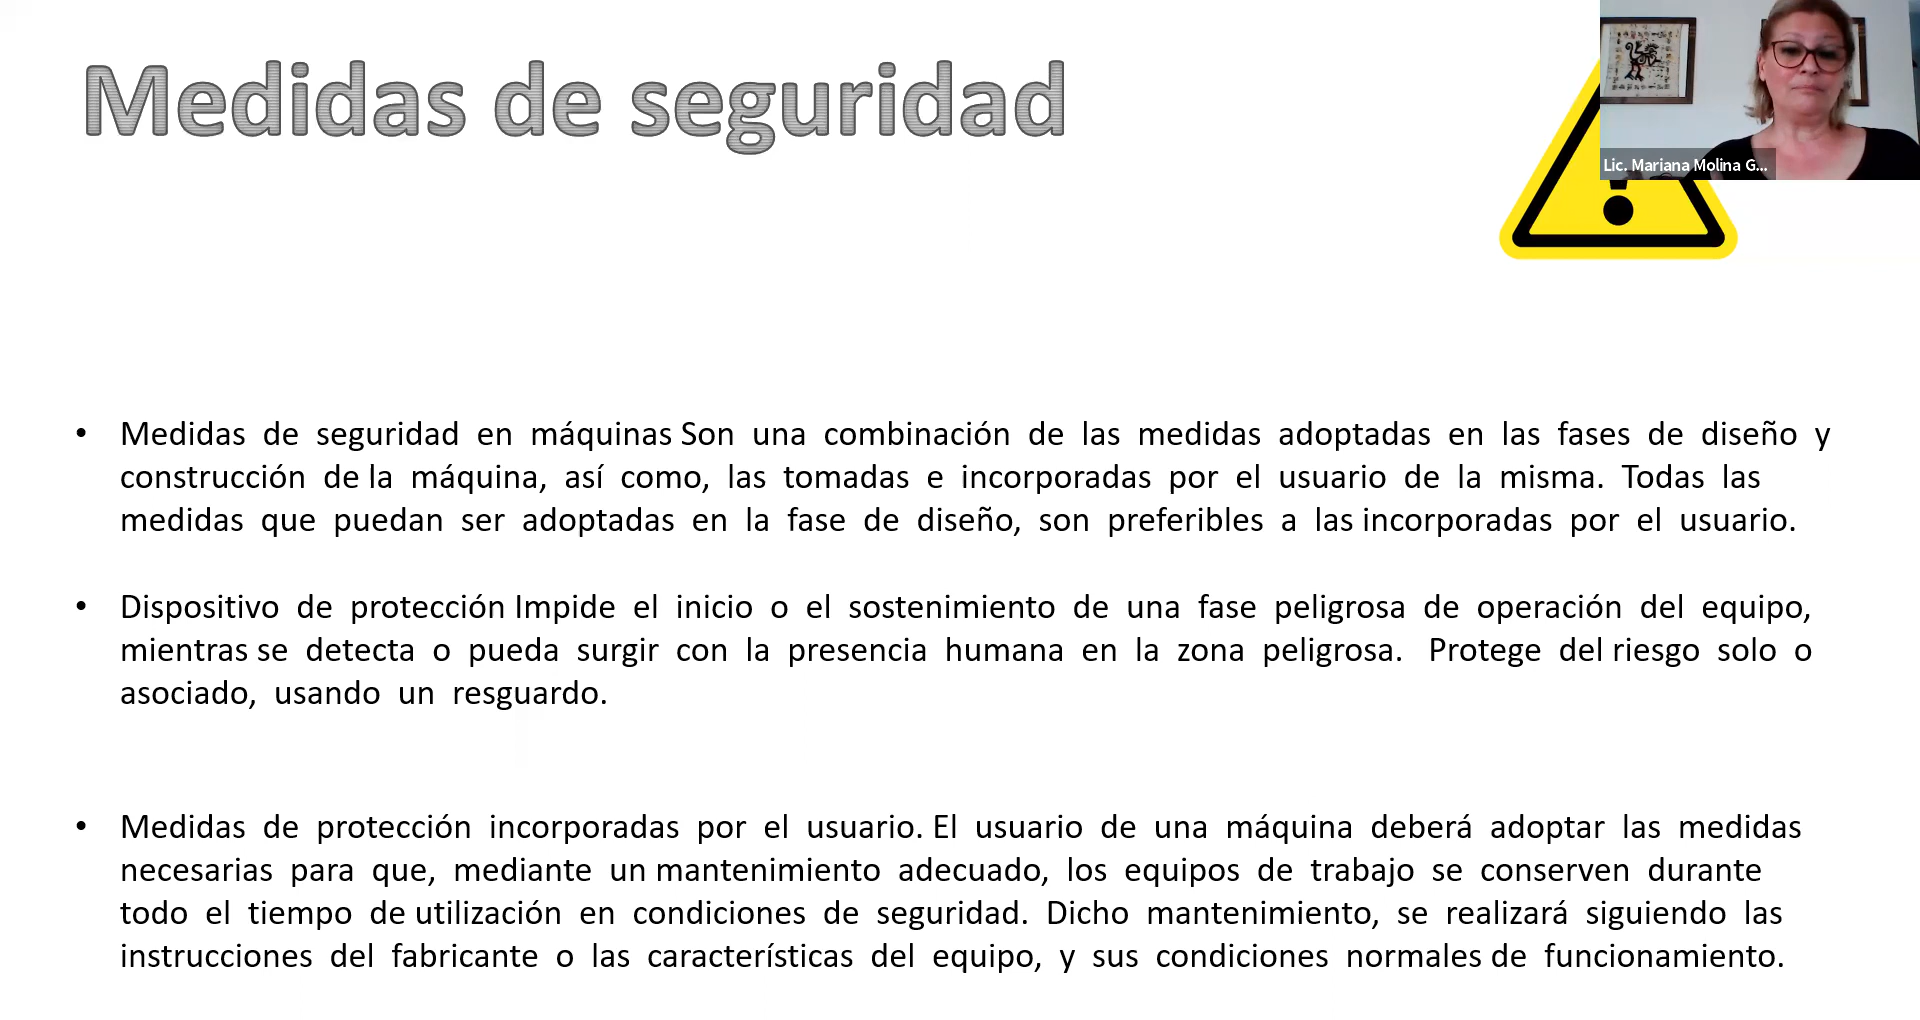 Medidas de seguridad
Lic. Mariana Molina G...
• Medidas de seguridad en máquinas Son una combinación de las medidas adoptadas en las fases de diseño y
construcción de la máquina, así como, las tomadas e incorporadas por el usuario de la misma. Todas las
medidas que puedan ser adoptadas en la fase de diseño, son preferibles a las incorporadas por el usuario.
• Dispositivo de protección Impide el inicio o el sostenimiento de una fase peligrosa de operación del equipo,
mientras se detecta o pueda surgir con la presencia humana en la zona peligrosa. Protege del riesgo solo o
asociado, usando un resguardo.
• Medidas de protección incorporadas por el usuario. El usuario de una máquina deberá adoptar las medidas
necesarias para que, mediante un mantenimiento adecuado, los equipos de trabajo se conserven durante
todo el tiempo de utilización en condiciones de seguridad. Dicho mantenimiento, se realizará siguiendo las
instrucciones del fabricante o las características del equipo, y sus condiciones normales de funcionamiento.